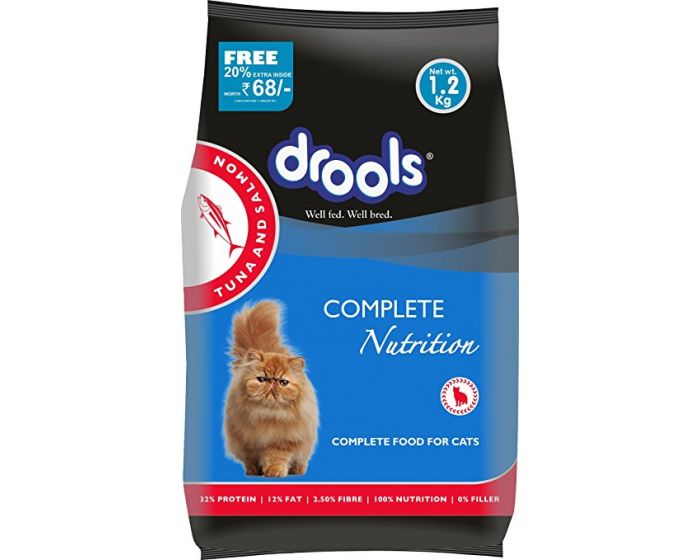 FREE
20% EXTRA INSIDE
WORTH ₹ 68/-
Net wt.
1.2
Kg
drools®
Well fed. Well bred.
TUNA AND SALMON
COMPLETE
Nutrition
COMPLETE FOOD FOR CATS
32% PROTEIN | 12% FAT | 2.50% FIBRE | 100% NUTRITION | 0% FILLER